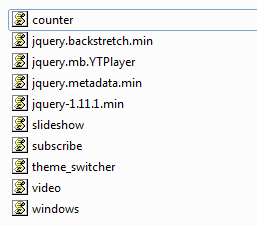 counter
jquery.backstretch.min
jquery.mb.YTPlayer
jquery.metadata.min
jquery-1.11.1.min
slideshow
subscribe
theme_switcher
video
windows